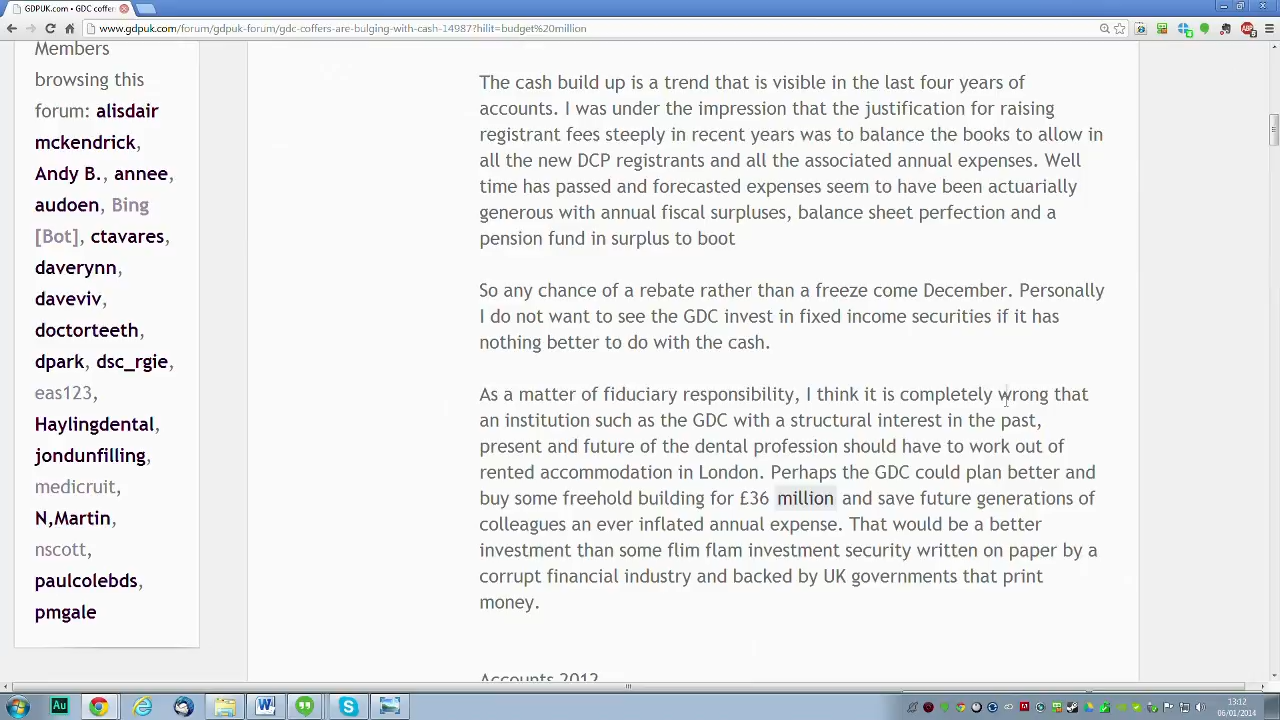 GDPUK.com • GDC coffer
www.gdpuk.com/forum/gdpuk-forum/gdc-coffers-are-bulging-with-cash-14987?hilit=budget%20million
Members
browsing this
forum: alisdair
mckendrick,
Andy B., annee,
audoen, Bing
[Bot], ctavares,
daverynn,
daveviv,
doctorteeth,
dpark, dsc_rgie,
eas123,
Haylingdental,
jondunfilling,
medicruit,
N,Martin,
nscott,
paulcolebds,
pmgale
The cash build up is a trend that is visible in the last four years of
accounts. I was under the impression that the justification for raising
registrant fees steeply in recent years was to balance the books to allow in
all the new DCP registrants and all the associated annual expenses. Well
time has passed and forecasted expenses seem to have been actuarially
generous with annual fiscal surpluses, balance sheet perfection and a
pension fund in surplus to boot
So any chance of a rebate rather than a freeze come December. Personally
I do not want to see the GDC invest in fixed income securities if it has
nothing better to do with the cash.
As a matter of fiduciary responsibility, I think it is completely wrong that
an institution such as the GDC with a structural interest in the past,
present and future of the dental profession should have to work out of
rented accommodation in London. Perhaps the GDC could plan better and
buy some freehold building for £36 million and save future generations of
colleagues an ever inflated annual expense. That would be a better
investment than some flim flam investment security written on paper by a
corrupt financial industry and backed by UK governments that print
money.
Accounts 2012
Au
13:12
06/01/2014